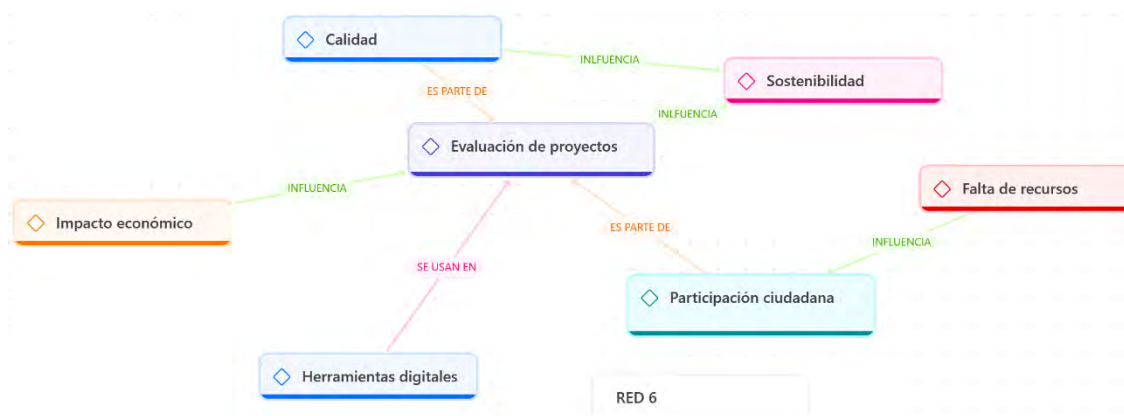 Calidad
INLFUENCIA
Sostenibilidad
ES PARTE DE
INLFUENCIA
Evaluación de proyectos
INFLUENCIA
Falta de recursos
Impacto económico
ES PARTE DE
INFLUENCIA
SE USAN EN
Participación ciudadana
Herramientas digitales
RED 6